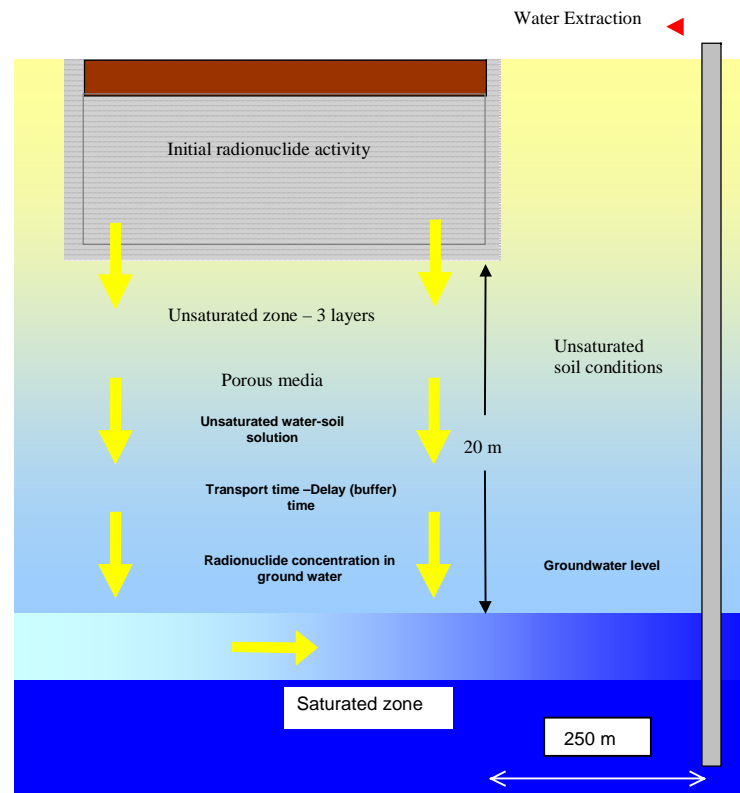 Water Extraction
Initial radionuclide activity
Unsaturated zone – 3 layers
Unsaturated
soil conditions
Porous media
Unsaturated water-soil
solution
20 m
Transport time –Delay (buffer)
time
Radionuclide concentration in
ground water
Groundwater level
Saturated zone
250 m